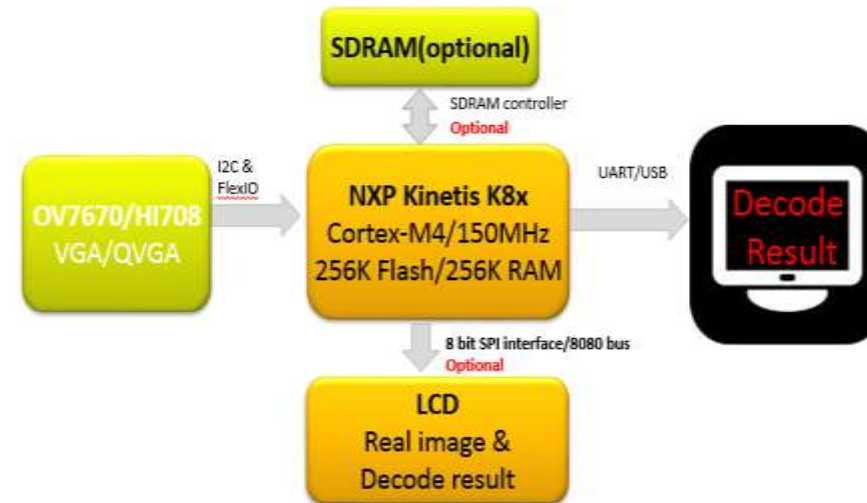 SDRAM(optional)
SDRAM controller
Optional
I2C &
FlexIO
OV7670/HI708
VGA/QVGA
NXP Kinetis K8x
Cortex-M4/150MHz
256K Flash/256K RAM
UART/USB
Decode
Result
8 bit SPI interface/8080 bus
Optional
LCD
Real image &
Decode result